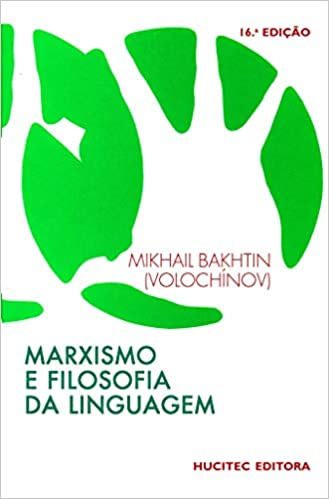 16.ª EDIÇÃO
MIKHAIL BAKHTIN
(VOLOCHÍNOV)
MARXISMO
E FILOSOFIA
DA LINGUAGEM
HUCITEC EDITORA